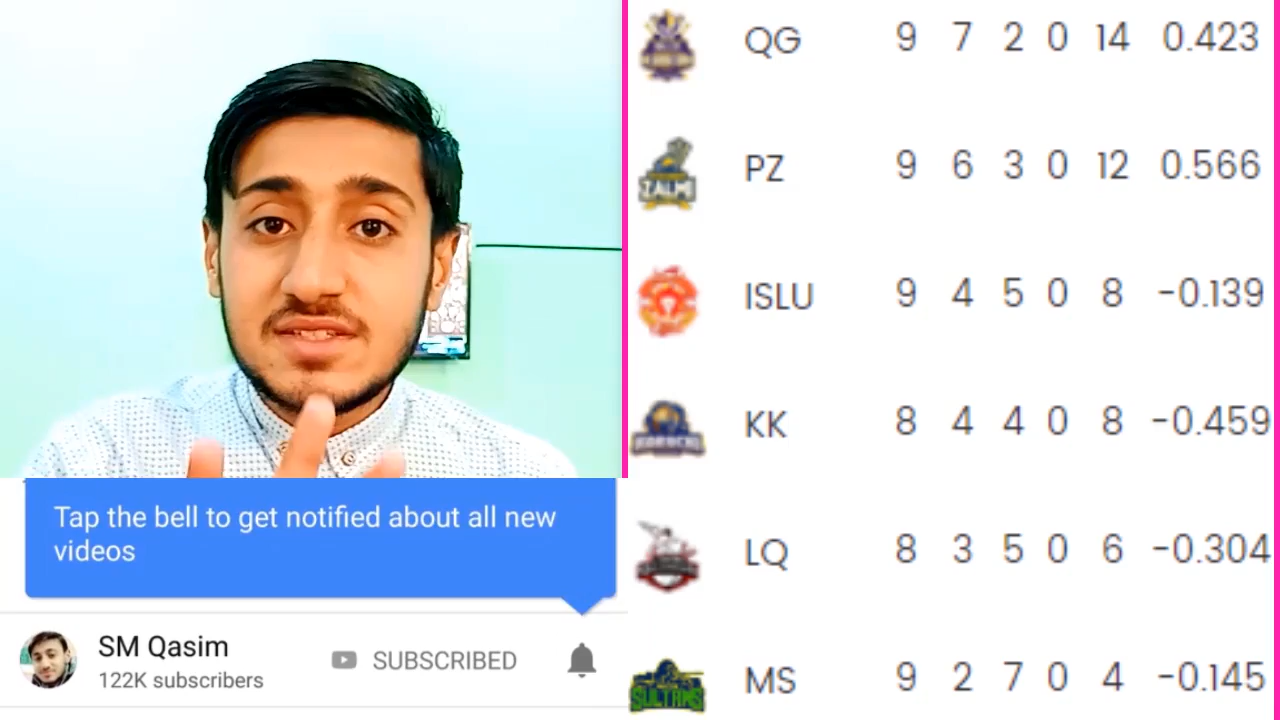 Tap the bell to get notified about all new
videos
SM Qasim
122K subscribers
SUBSCRIBED
QG 9 7 2 0 14 0.423
ZALMI
PZ 9 6 3 0 12 0.566
ISLU 9 4 5 0 8 -0.139
KARACHI
KK 8 4 4 0 8 -0.459
LQ 8 3 5 0 6 -0.304
SULTANS
MS 9 2 7 0 4 -0.145